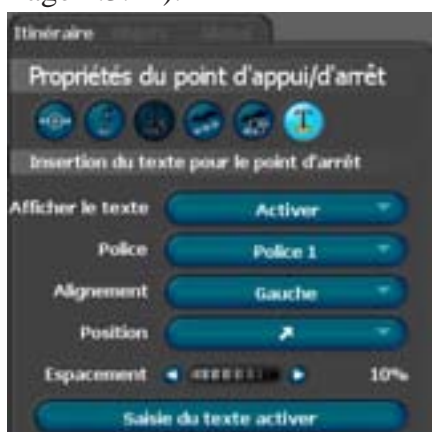 Itinéraire
Propriétés du point d'appui/d'arrêt
T
Insertion du texte pour le point d'arrêt
Afficher le texte Activer
Police Police 1
Alignement Gauche
Position
Espacement 10%
Saisie du texte activer